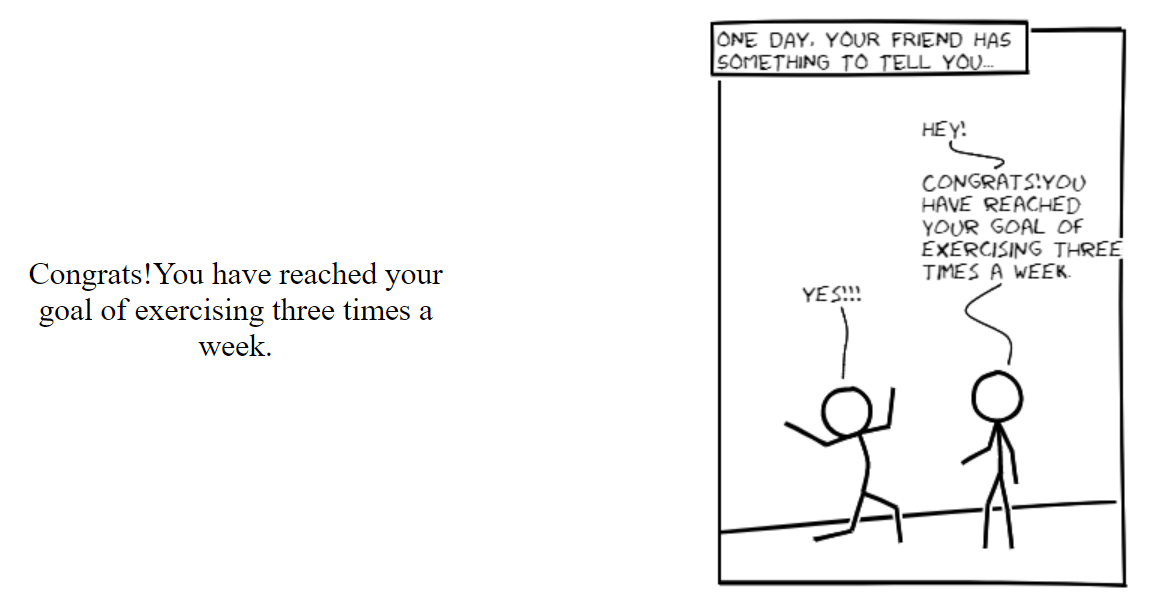 Congrats!You have reached your
goal of exercising three times a
week.
ONE DAY, YOUR FRIEND HAS
SOMETHING TO TELL YOU...
HEY!
CONGRATS!YOU
HAVE REACHED
YOUR GOAL OF
EXERCISING THREE
TIMES A WEEK.
YES!!!